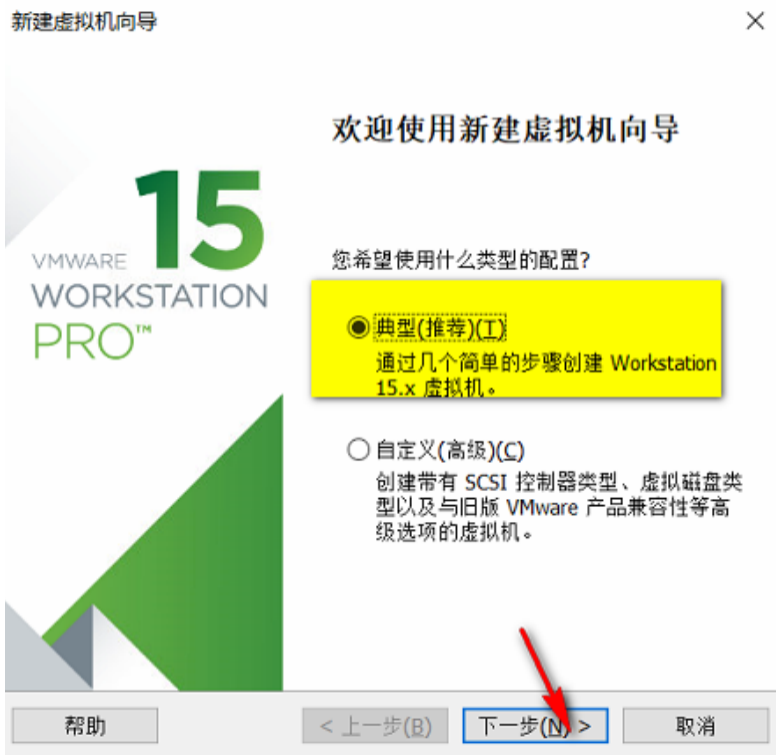 新建虚拟机向导
欢迎使用新建虚拟机向导
15
VMWARE
WORKSTATION
PRO™
您希望使用什么类型的配置?
典型(推荐)(T)
通过几个简单的步骤创建 Workstation
15.x 虚拟机。
自定义(高级)(C)
创建带有 SCSI 控制器类型、虚拟磁盘类
型以及与旧版 VMware 产品兼容性等高
级选项的虚拟机。
帮助
< 上一步(B)
下一步(N) >
取消